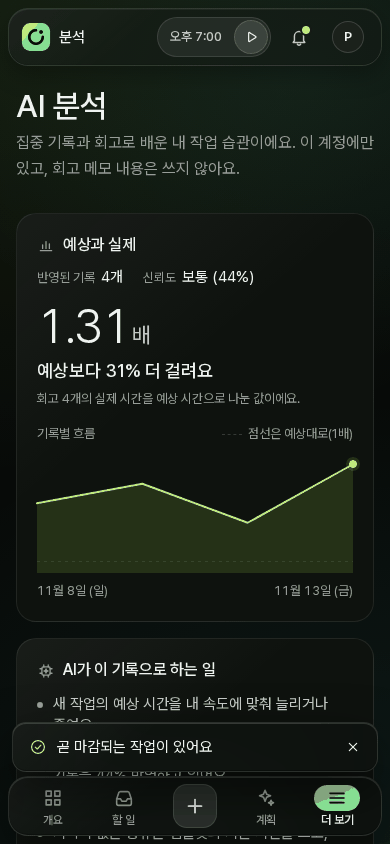 분석
오후 7:00
P
AI 분석
집중 기록과 회고로 배운 내 작업 습관이에요. 이 계정에만
있고, 회고 메모 내용은 쓰지 않아요.
예상과 실제
반영된 기록 4개 신뢰도 보통 (44%)
1.31배
예상보다 31% 더 걸려요
회고 4개의 실제 시간을 예상 시간으로 나눈 값이에요.
기록별 흐름
점선은 예상대로(1배)
11월 8일 (일)
11월 13일 (금)
AI가 이 기록으로 하는 일
새 작업의 예상 시간을 내 속도에 맞춰 늘리거나
곧 마감되는 작업이 있어요
개요
할 일
계획
더 보기